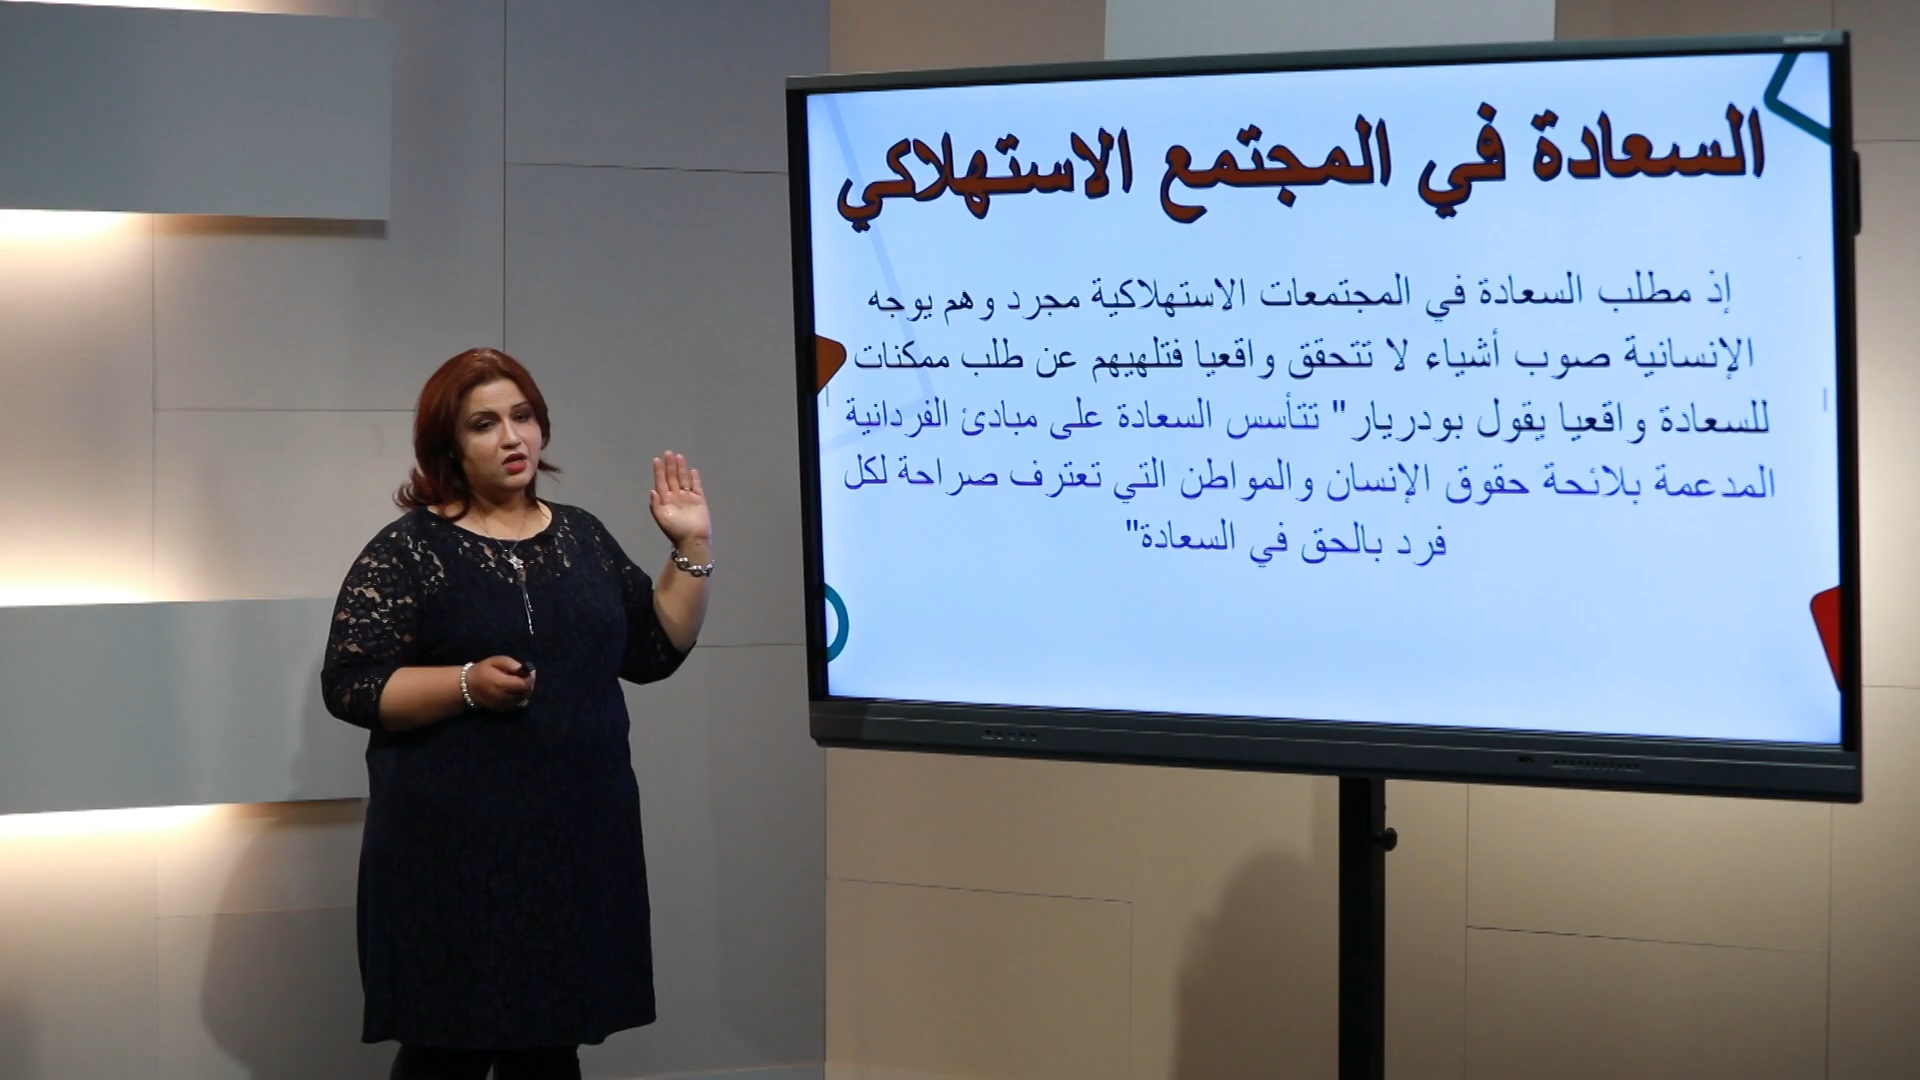 السعادة في المجتمع الاستهلاكي
إذ مطلب السعادة في المجتمعات الاستهلاكية مجرد وهم يوجه
الإنسانية صوب أشياء لا تتحقق واقعيا فتلهيهم عن طلب ممكنات
للسعادة واقعيا يقول بودريار " تتأسس السعادة على مبادئ الفردانية
المدعمة بلائحة حقوق الإنسان والمواطن التي تعترف صراحة لكل
فرد بالحق في السعادة"